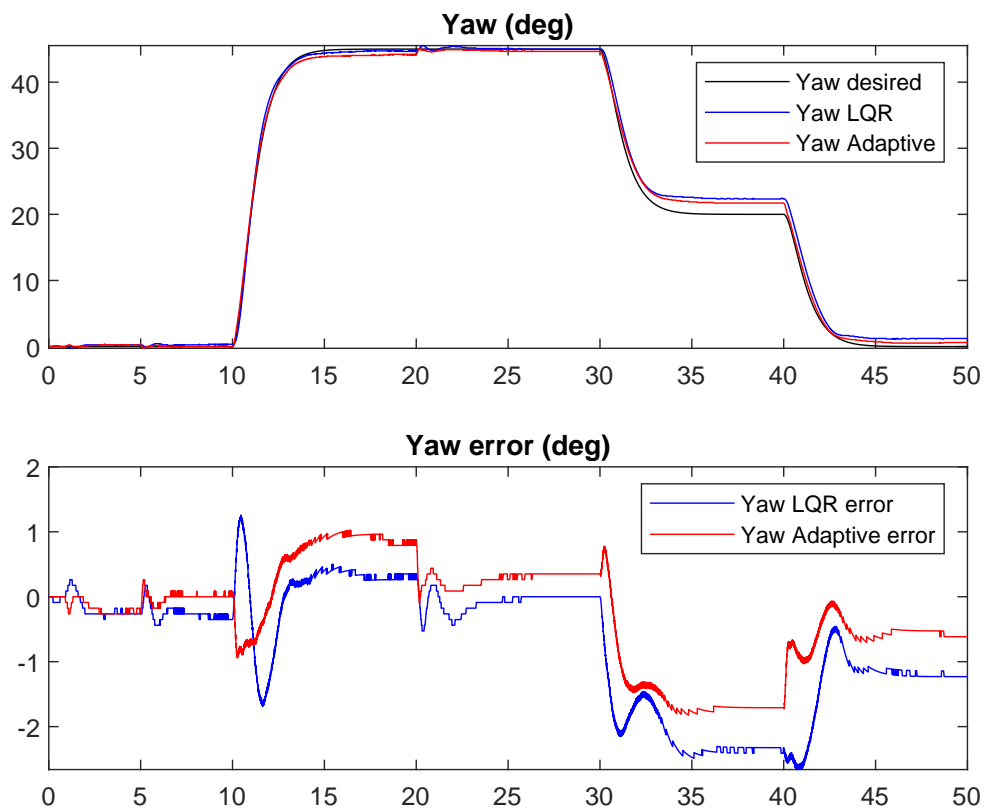 Yaw (deg)
40
20
0
Yaw desired
Yaw LQR
Yaw Adaptive
0 5 10 15 20 25 30 35 40 45 50
Yaw error (deg)
2
1
0
-1
-2
Yaw LQR error
Yaw Adaptive error
0 5 10 15 20 25 30 35 40 45 50